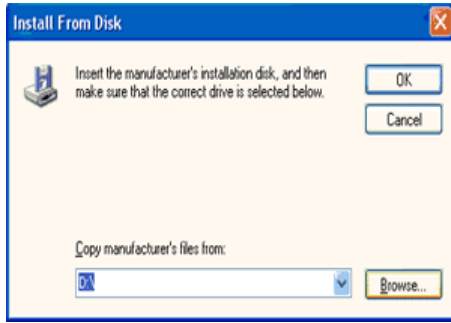 Install From Disk
Insert the manufacturer's installation disk, and then
make sure that the correct drive is selected below.
OK
Cancel
Copy manufacturer's files from:
D:\
Browse...